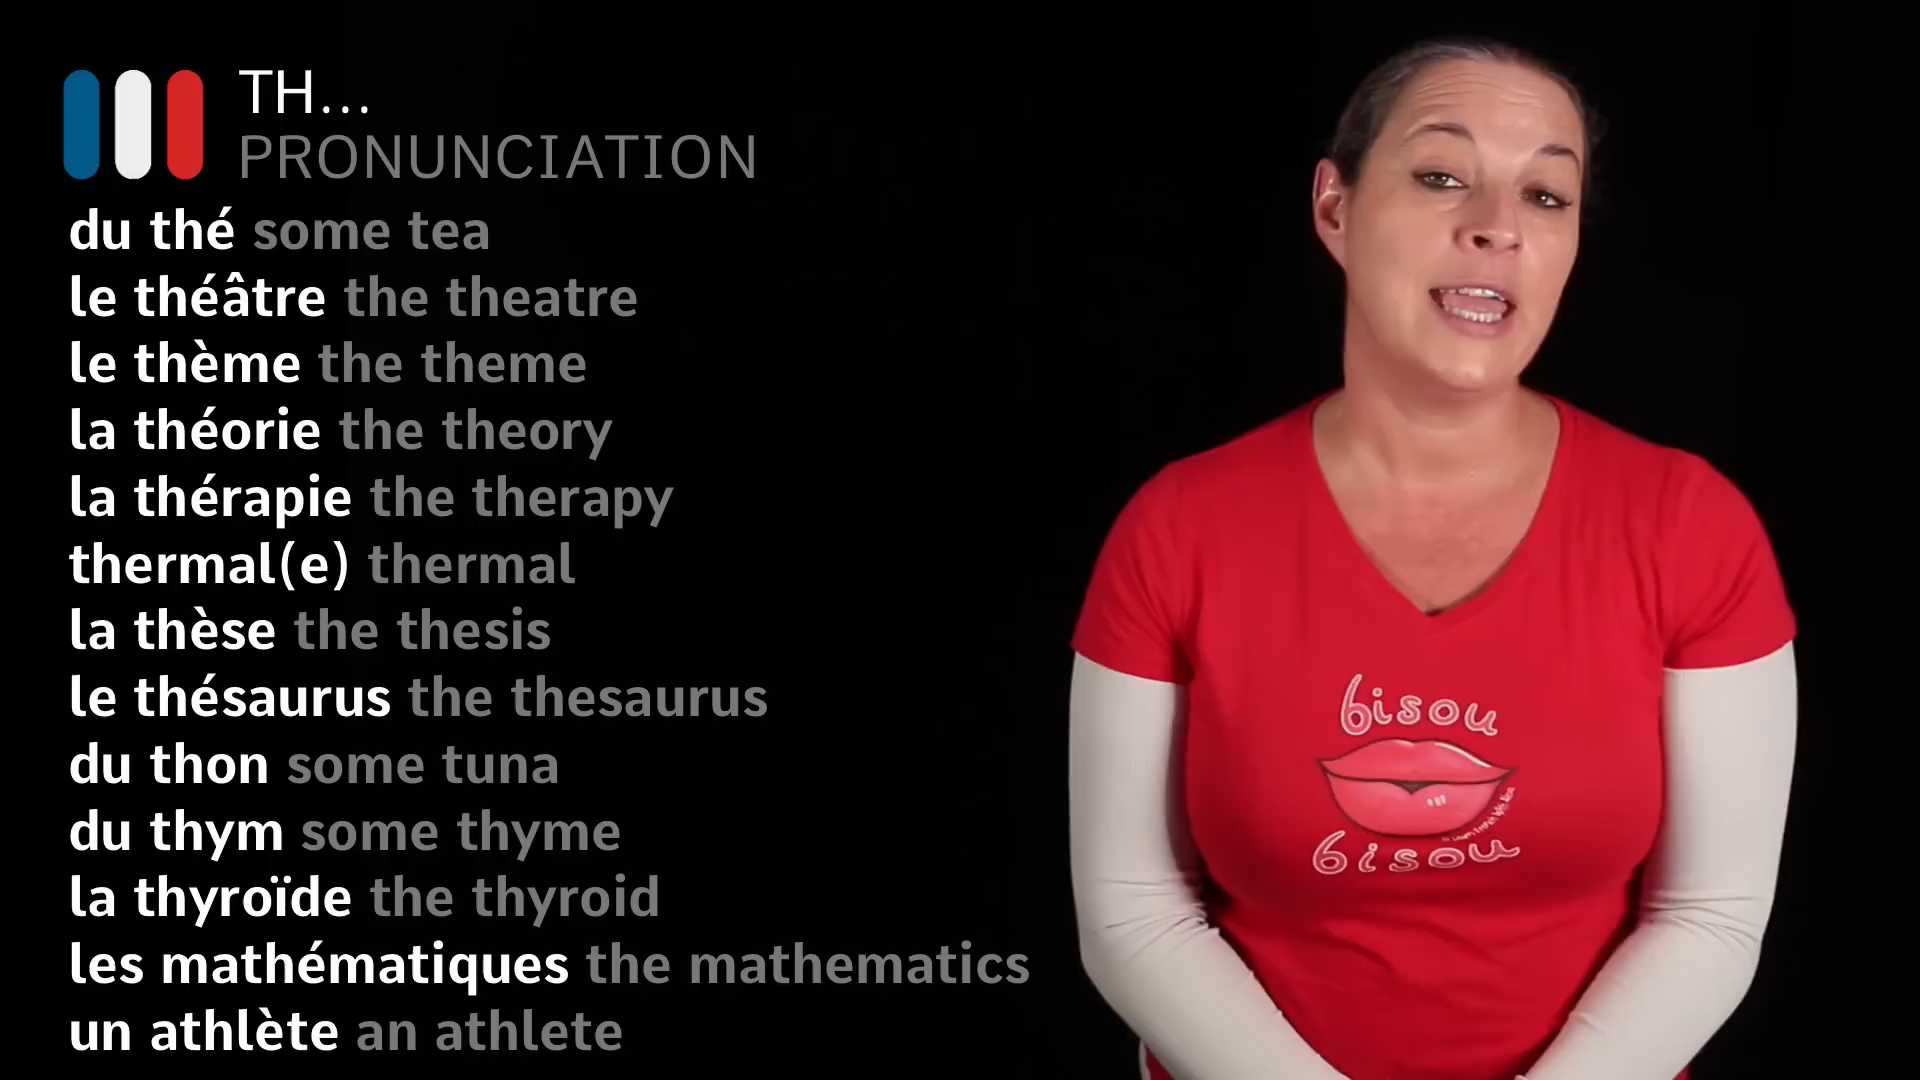 TH...
PRONUNCIATION
du thé some tea
le théâtre the theatre
le thème the theme
la théorie the theory
la thérapie the therapy
thermal(e) thermal
la thèse the thesis
le thésaurus the thesaurus
du thon some tuna
du thym some thyme
la thyroïde the thyroid
les mathématiques the mathematics
un athlète an athlete
bisou
bisou